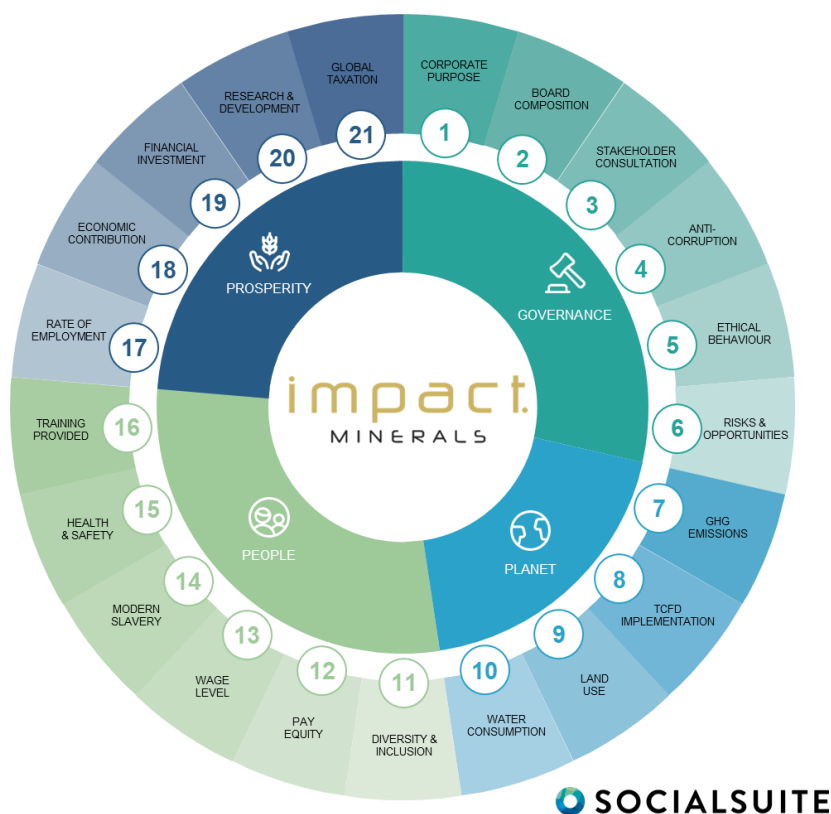 CORPORATE
PURPOSE
1
BOARD
COMPOSITION
2
STAKEHOLDER
CONSULTATION
3
ANTI-
CORRUPTION
4
ETHICAL
BEHAVIOUR
5
RISKS &
OPPORTUNITIES
6
GHG
EMISSIONS
7
TCFD
IMPLEMENTATION
8
LAND
USE
9
WATER
CONSUMPTION
10
DIVERSITY &
INCLUSION
11
PAY
EQUITY
12
WAGE
LEVEL
13
MODERN
SLAVERY
14
HEALTH
& SAFETY
15
TRAINING
PROVIDED
16
RATE OF
EMPLOYMENT
17
ECONOMIC
CONTRIBUTION
18
FINANCIAL
INVESTMENT
19
RESEARCH &
DEVELOPMENT
20
GLOBAL
TAXATION
21
PROSPERITY
GOVERNANCE
PEOPLE
PLANET
impact.
MINERALS
SOCIALSUITE